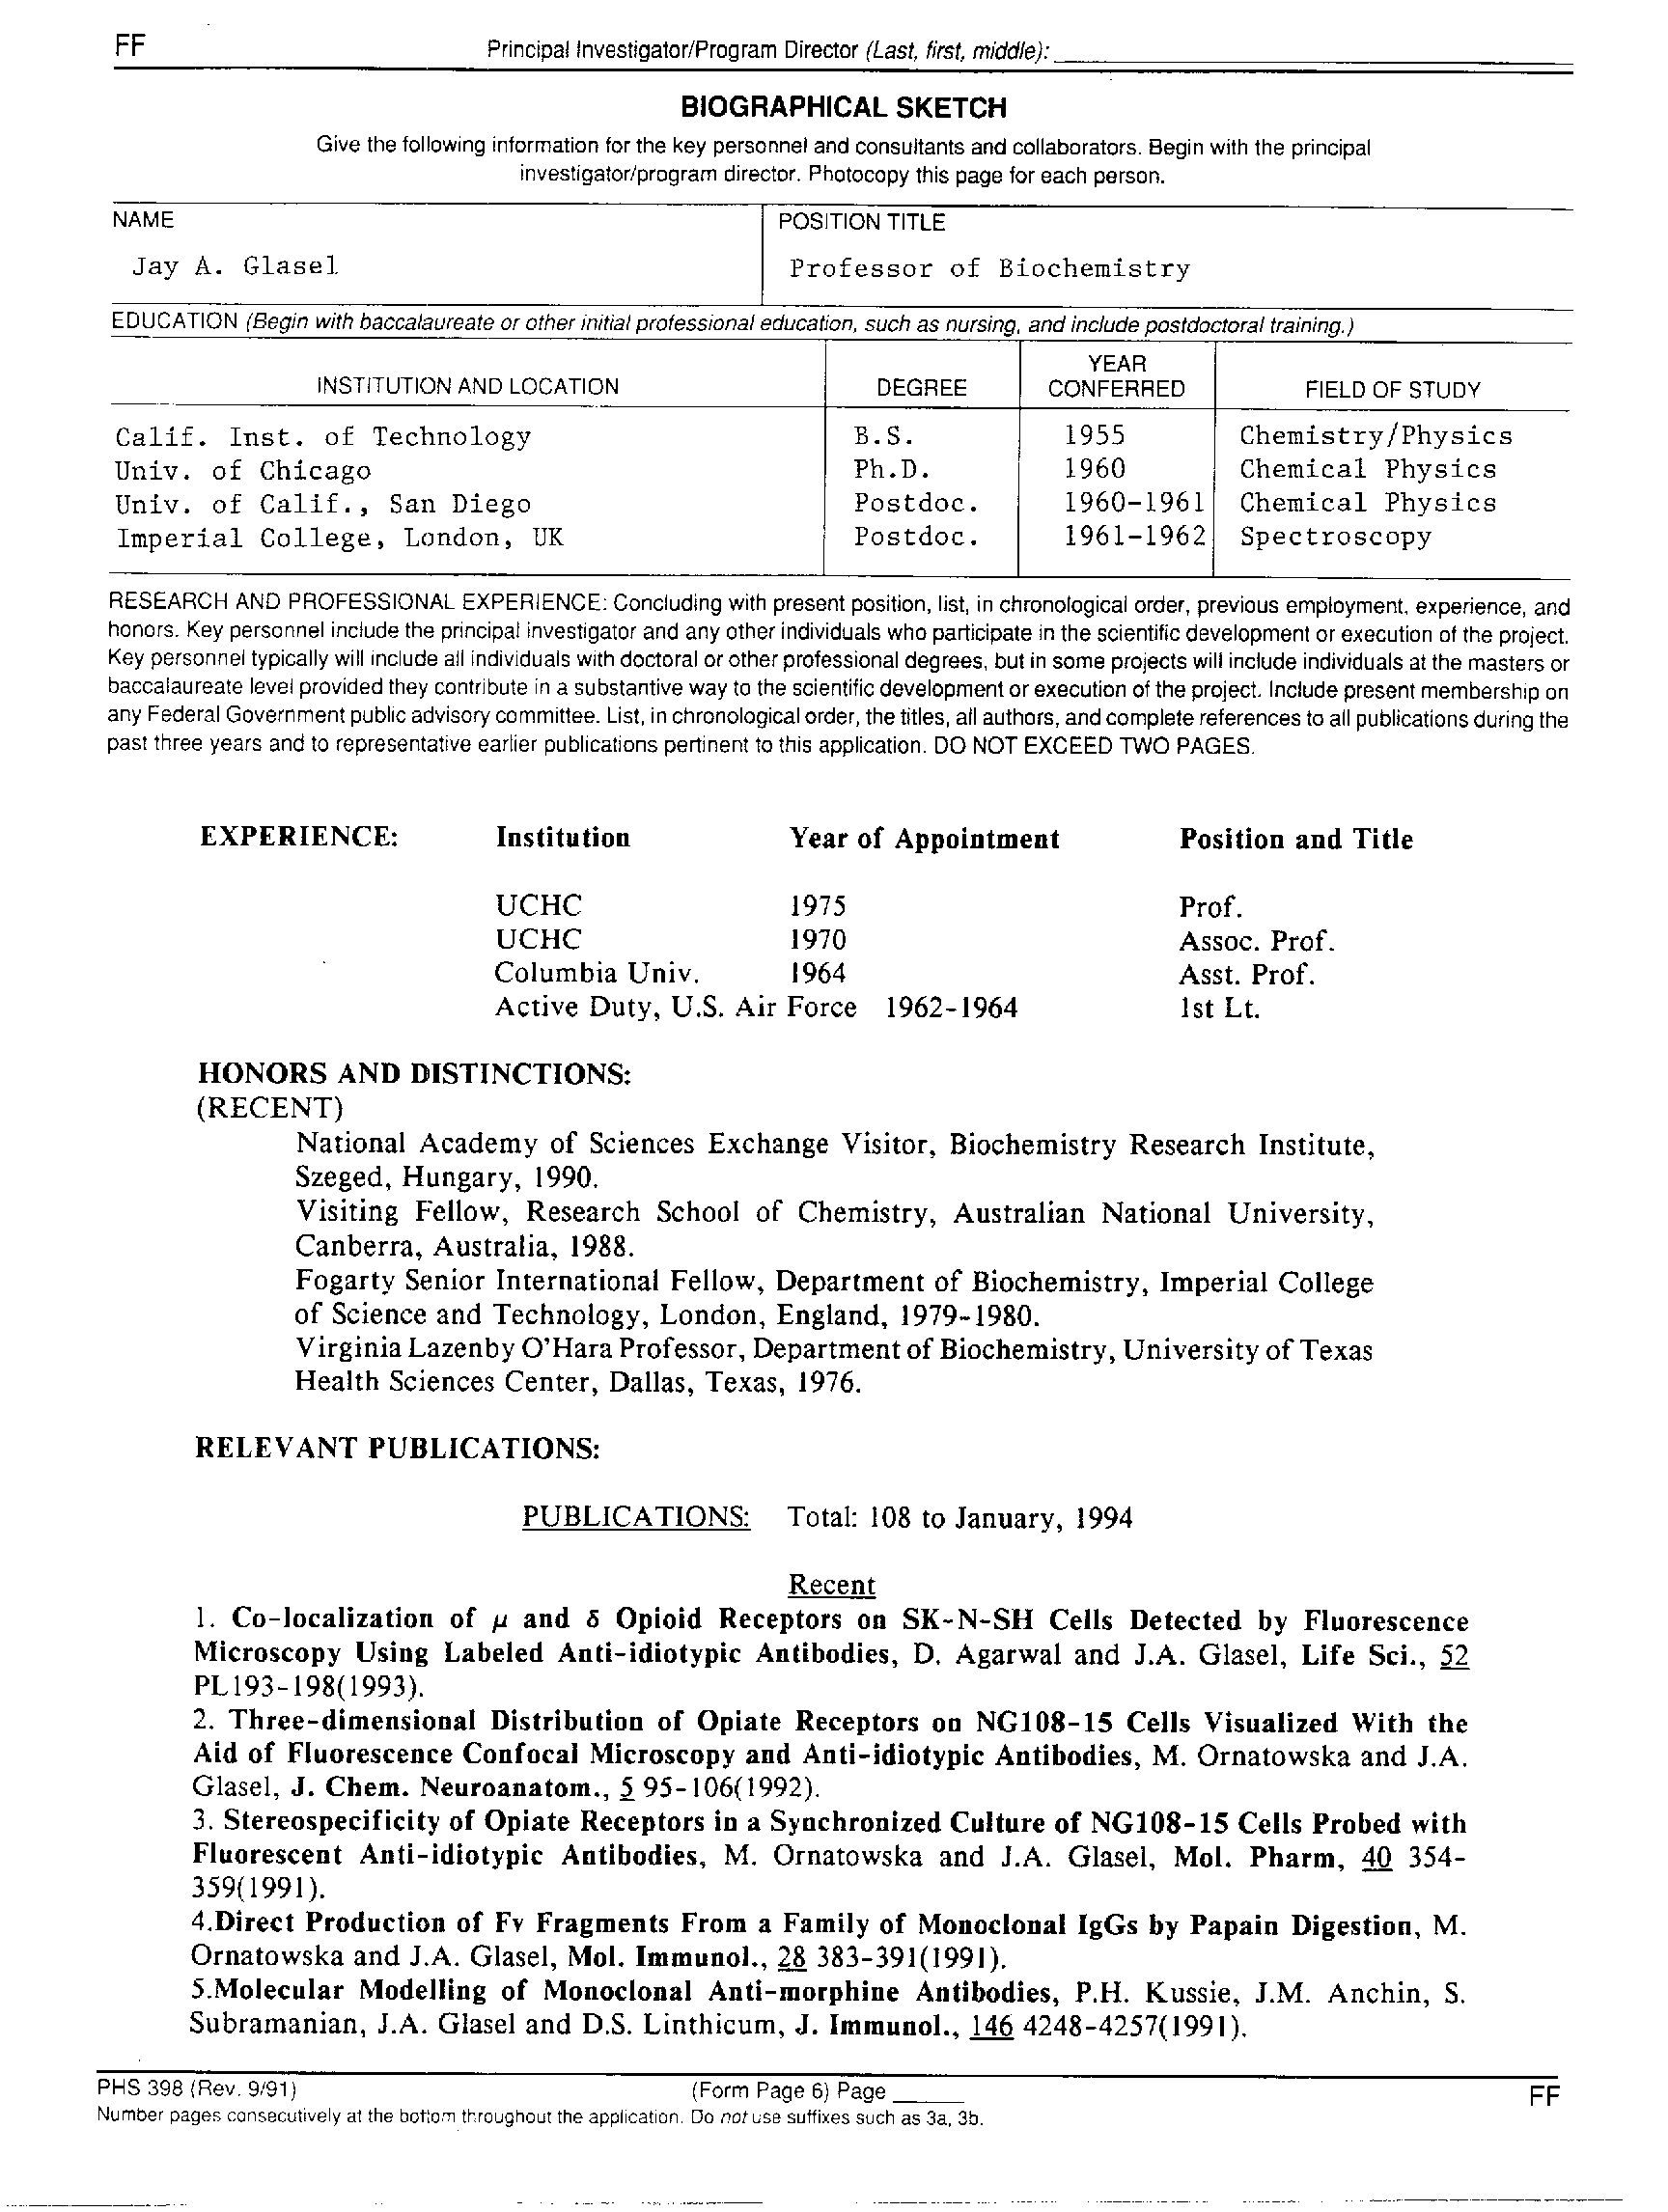 FF
Principal Investigator/Program Director (Last, first, middle):
BIOGRAPHICAL SKETCH
Give the following information for the key personnel and consultants and collaborators. Begin with the principal
investigator/program director. Photocopy this page for each person.
NAME
POSITION TITLE
Jay A. Glasel
Professor of Biochemistry
EDUCATION (Begin with baccalaureate or other initial professional education, such as nursing, and include postdoctoral training.)
INSTITUTION AND LOCATION DEGREE YEAR CONFERRED FIELD OF STUDY
Calif. Inst. of Technology B.S. 1955 Chemistry/Physics
Univ. of Chicago Ph.D. 1960 Chemical Physics
Univ. of Calif., San Diego Postdoc. 1960-1961 Chemical Physics
Imperial College, London, UK Postdoc. 1961-1962 Spectroscopy
RESEARCH AND PROFESSIONAL EXPERIENCE: Concluding with present position, list, in chronological order, previous employment, experience, and
honors. Key personnel include the principal investigator and any other individuals who participate in the scientific development or execution of the project.
Key personnel typically will include all individuals with doctoral or other professional degrees, but in some projects will include individuals at the masters or
baccalaureate level provided they contribute in a substantive way to the scientific development or execution of the project. Include present membership on
any Federal Government public advisory committee. List, in chronological order, the titles, all authors, and complete references to all publications during the
past three years and to representative earlier publications pertinent to this application. DO NOT EXCEED TWO PAGES.
EXPERIENCE: Institution Year of Appointment Position and Title
UCHC 1975 Prof.
UCHC 1970 Assoc. Prof.
Columbia Univ. 1964 Asst. Prof.
Active Duty, U.S. Air Force 1962-1964 1st Lt.
HONORS AND DISTINCTIONS:
(RECENT)
National Academy of Sciences Exchange Visitor, Biochemistry Research Institute,
Szeged, Hungary, 1990.
Visiting Fellow, Research School of Chemistry, Australian National University,
Canberra, Australia, 1988.
Fogarty Senior International Fellow, Department of Biochemistry, Imperial College
of Science and Technology, London, England, 1979-1980.
Virginia Lazenby O'Hara Professor, Department of Biochemistry, University of Texas
Health Sciences Center, Dallas, Texas, 1976.
RELEVANT PUBLICATIONS:
PUBLICATIONS: Total: 108 to January, 1994
Recent
1. Co-localization of μ and δ Opioid Receptors on SK-N-SH Cells Detected by Fluorescence
Microscopy Using Labeled Anti-idiotypic Antibodies, D. Agarwal and J.A. Glasel, Life Sci., 52
PL193-198(1993).
2. Three-dimensional Distribution of Opiate Receptors on NG108-15 Cells Visualized With the
Aid of Fluorescence Confocal Microscopy and Anti-idiotypic Antibodies, M. Ornatowska and J.A.
Glasel, J. Chem. Neuroanatom., 5 95-106(1992).
3. Stereospecificity of Opiate Receptors in a Synchronized Culture of NG108-15 Cells Probed with
Fluorescent Anti-idiotypic Antibodies, M. Ornatowska and J.A. Glasel, Mol. Pharm, 40 354-
359(1991).
4.Direct Production of Fv Fragments From a Family of Monoclonal IgGs by Papain Digestion, M.
Ornatowska and J.A. Glasel, Mol. Immunol., 28 383-391(1991).
5.Molecular Modelling of Monoclonal Anti-morphine Antibodies, P.H. Kussie, J.M. Anchin, S.
Subramanian, J.A. Glasel and D.S. Linthicum, J. Immunol., 146 4248-4257(1991).
PHS 398 (Rev. 9/91) (Form Page 6) Page FF
Number pages consecutively at the bottom throughout the application. Do not use suffixes such as 3a, 3b.